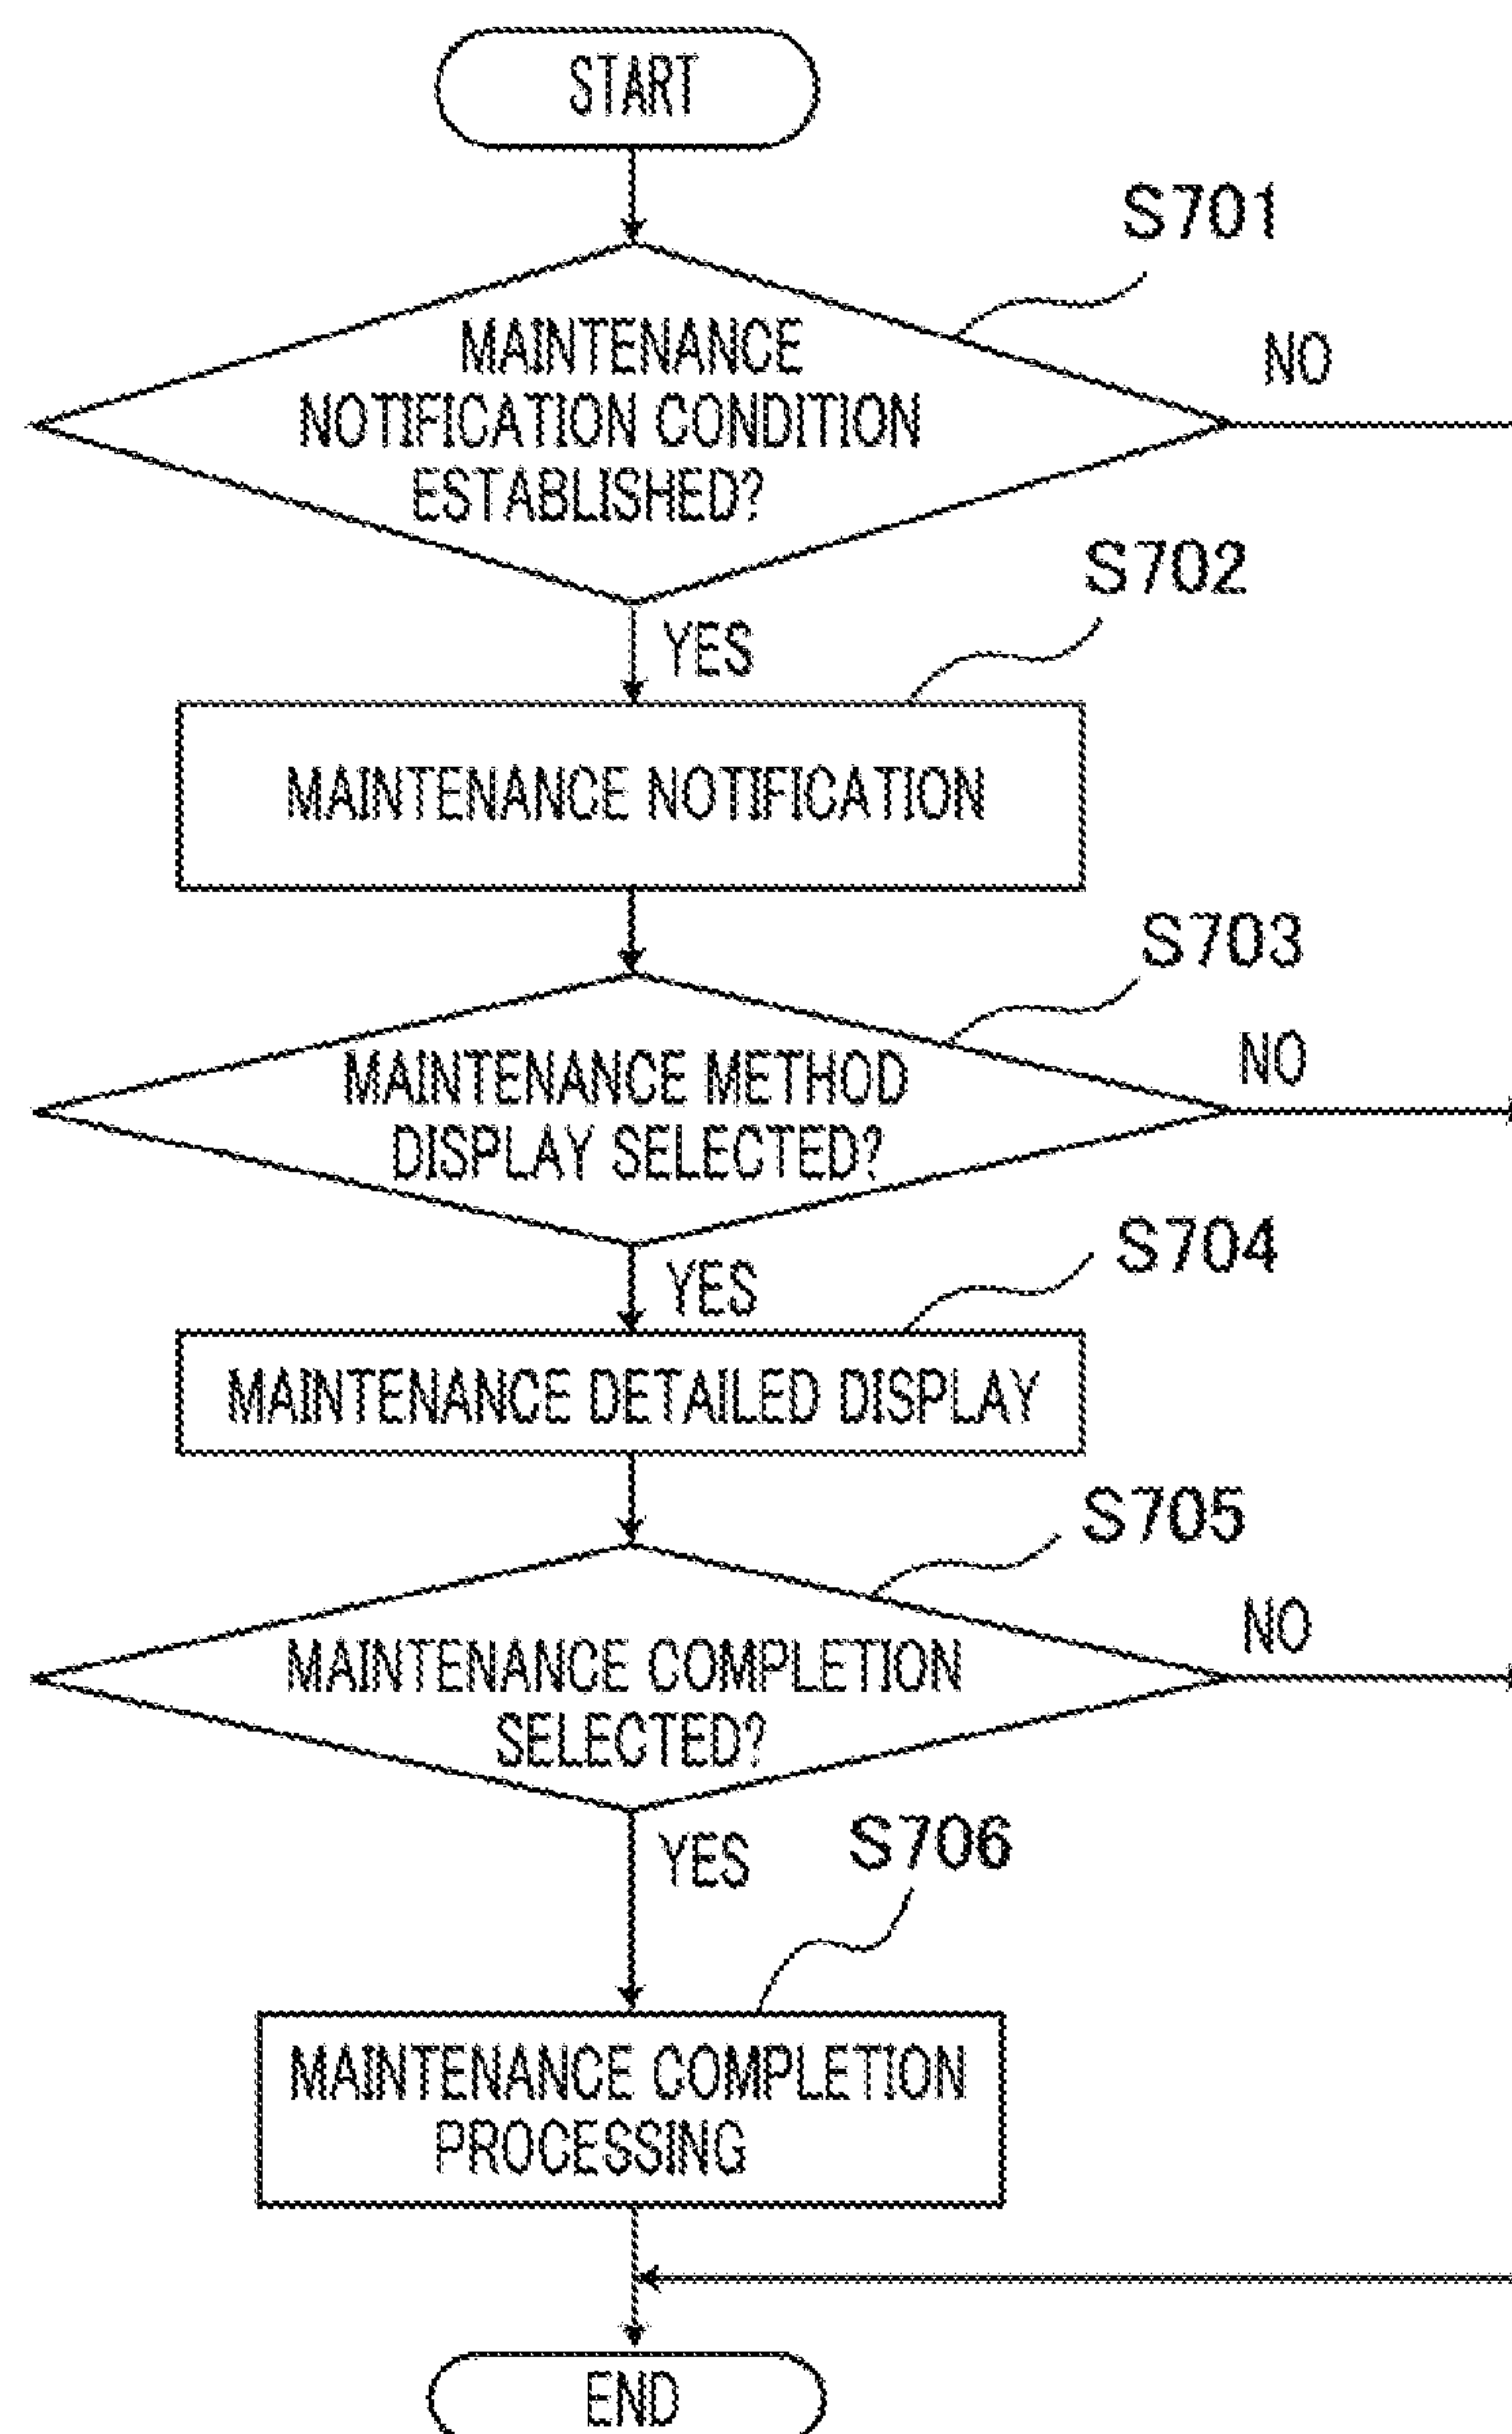 START
S701
MAINTENANCE
NOTIFICATION CONDITION
ESTABLISHED?
NO
S702
YES
MAINTENANCE NOTIFICATION
S703
MAINTENANCE METHOD
DISPLAY SELECTED?
NO
S704
YES
MAINTENANCE DETAILED DISPLAY
S705
MAINTENANCE COMPLETION
SELECTED?
NO
YES
S706
MAINTENANCE COMPLETION
PROCESSING
END